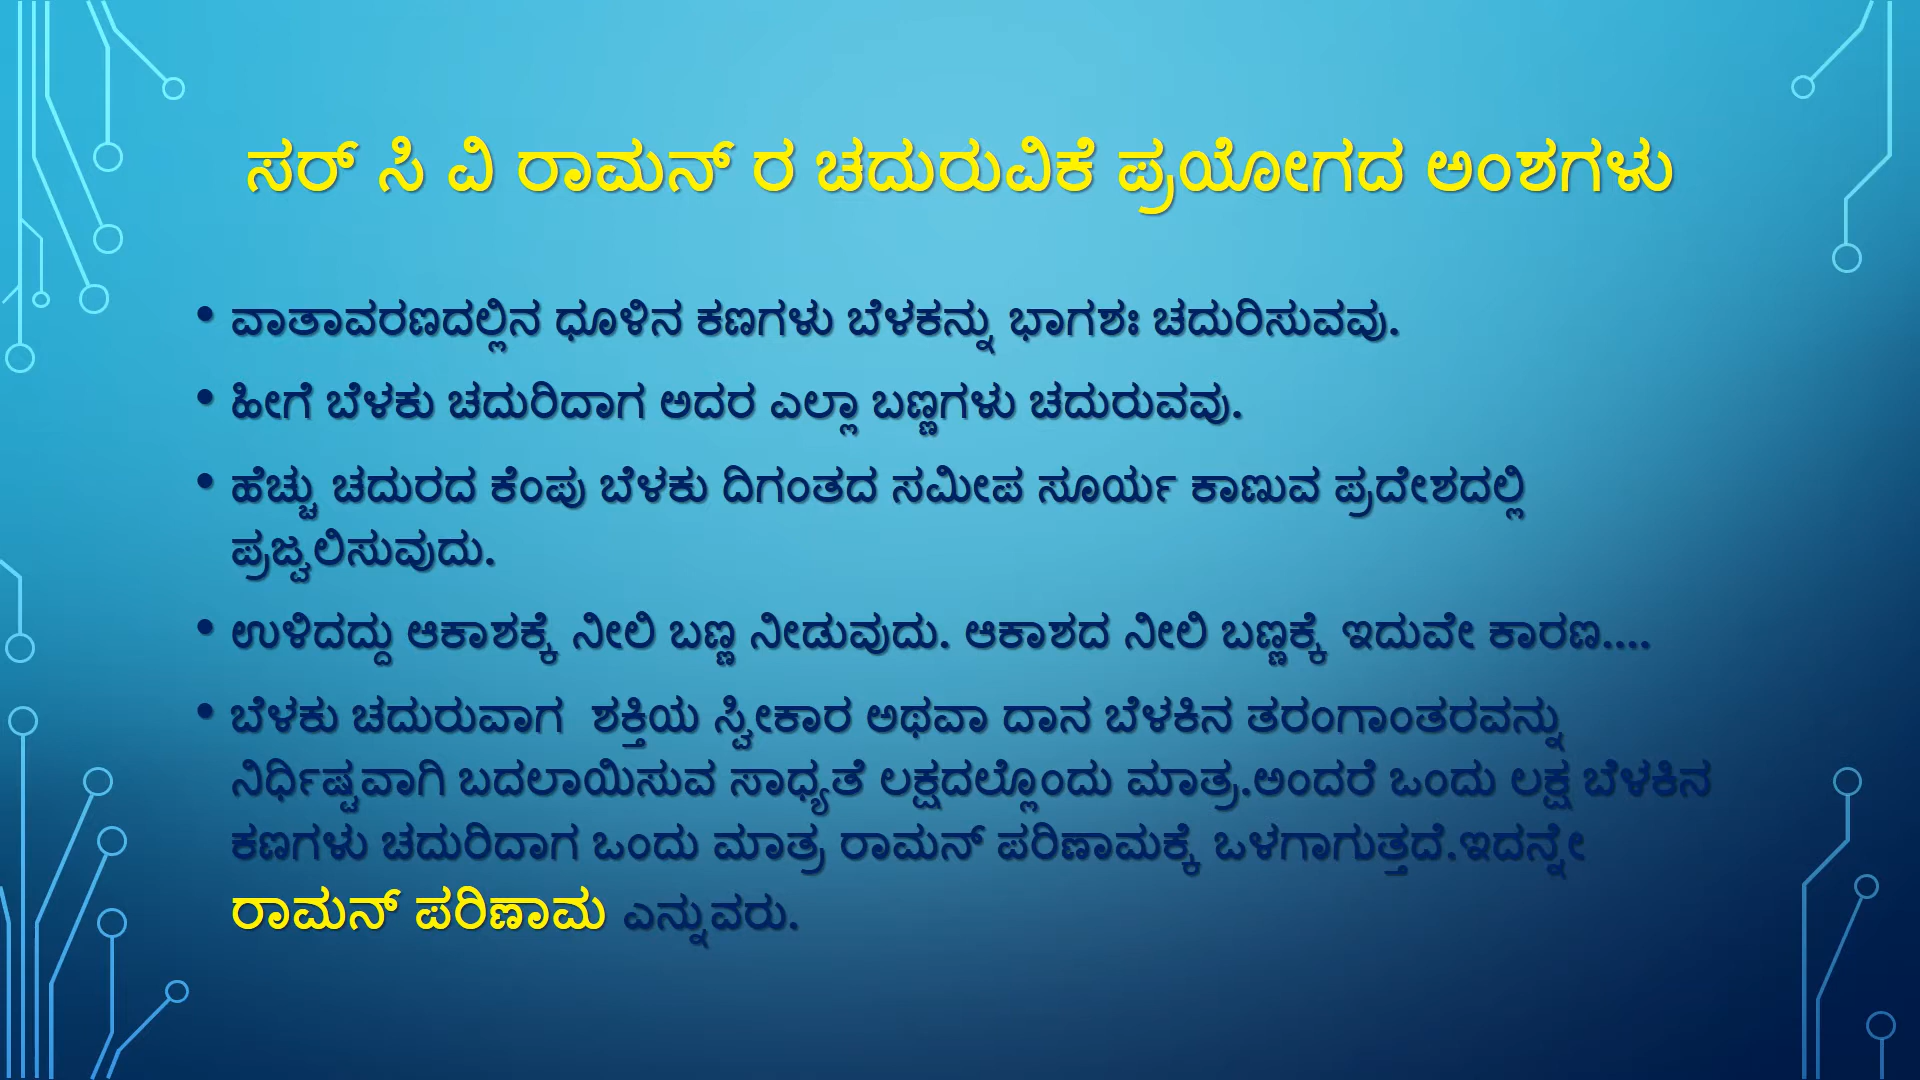 ಸರ್ ಸಿ ವಿ ರಾಮನ್ ರ ಚದುರುವಿಕೆ ಪ್ರಯೋಗದ ಅಂಶಗಳು
• ವಾತಾವರಣದಲ್ಲಿನ ಧೂಳಿನ ಕಣಗಳು ಬೆಳಕನ್ನು ಭಾಗಶಃ ಚದುರಿಸುವವು.
• ಹೀಗೆ ಬೆಳಕು ಚದುರಿದಾಗ ಅದರ ಎಲ್ಲಾ ಬಣ್ಣಗಳು ಚದುರುವವು.
• ಹೆಚ್ಚು ಚದುರದ ಕೆಂಪು ಬೆಳಕು ದಿಗಂತದ ಸಮೀಪ ಸೂರ್ಯ ಕಾಣುವ ಪ್ರದೇಶದಲ್ಲಿ
ಪ್ರಜ್ವಲಿಸುವುದು.
• ಉಳಿದದ್ದು ಆಕಾಶಕ್ಕೆ ನೀಲಿ ಬಣ್ಣ ನೀಡುವುದು. ಆಕಾಶದ ನೀಲಿ ಬಣ್ಣಕ್ಕೆ ಇದುವೇ ಕಾರಣ....
• ಬೆಳಕು ಚದುರುವಾಗ ಶಕ್ತಿಯ ಸ್ವೀಕಾರ ಅಥವಾ ದಾನ ಬೆಳಕಿನ ತರಂಗಾಂತರವನ್ನು
ನಿರ್ಧಿಷ್ಟವಾಗಿ ಬದಲಾಯಿಸುವ ಸಾಧ್ಯತೆ ಲಕ್ಷದಲ್ಲೊಂದು ಮಾತ್ರ.ಅಂದರೆ ಒಂದು ಲಕ್ಷ ಬೆಳಕಿನ
ಕಣಗಳು ಚದುರಿದಾಗ ಒಂದು ಮಾತ್ರ ರಾಮನ್ ಪರಿಣಾಮಕ್ಕೆ ಒಳಗಾಗುತ್ತದೆ.ಇದನ್ನೇ
ರಾಮನ್ ಪರಿಣಾಮ ಎನ್ನುವರು.